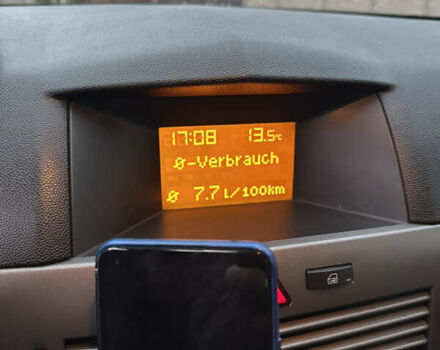 17:08 -13.5°C
Ø-Verbrauch
Ø 7.7 L/100km